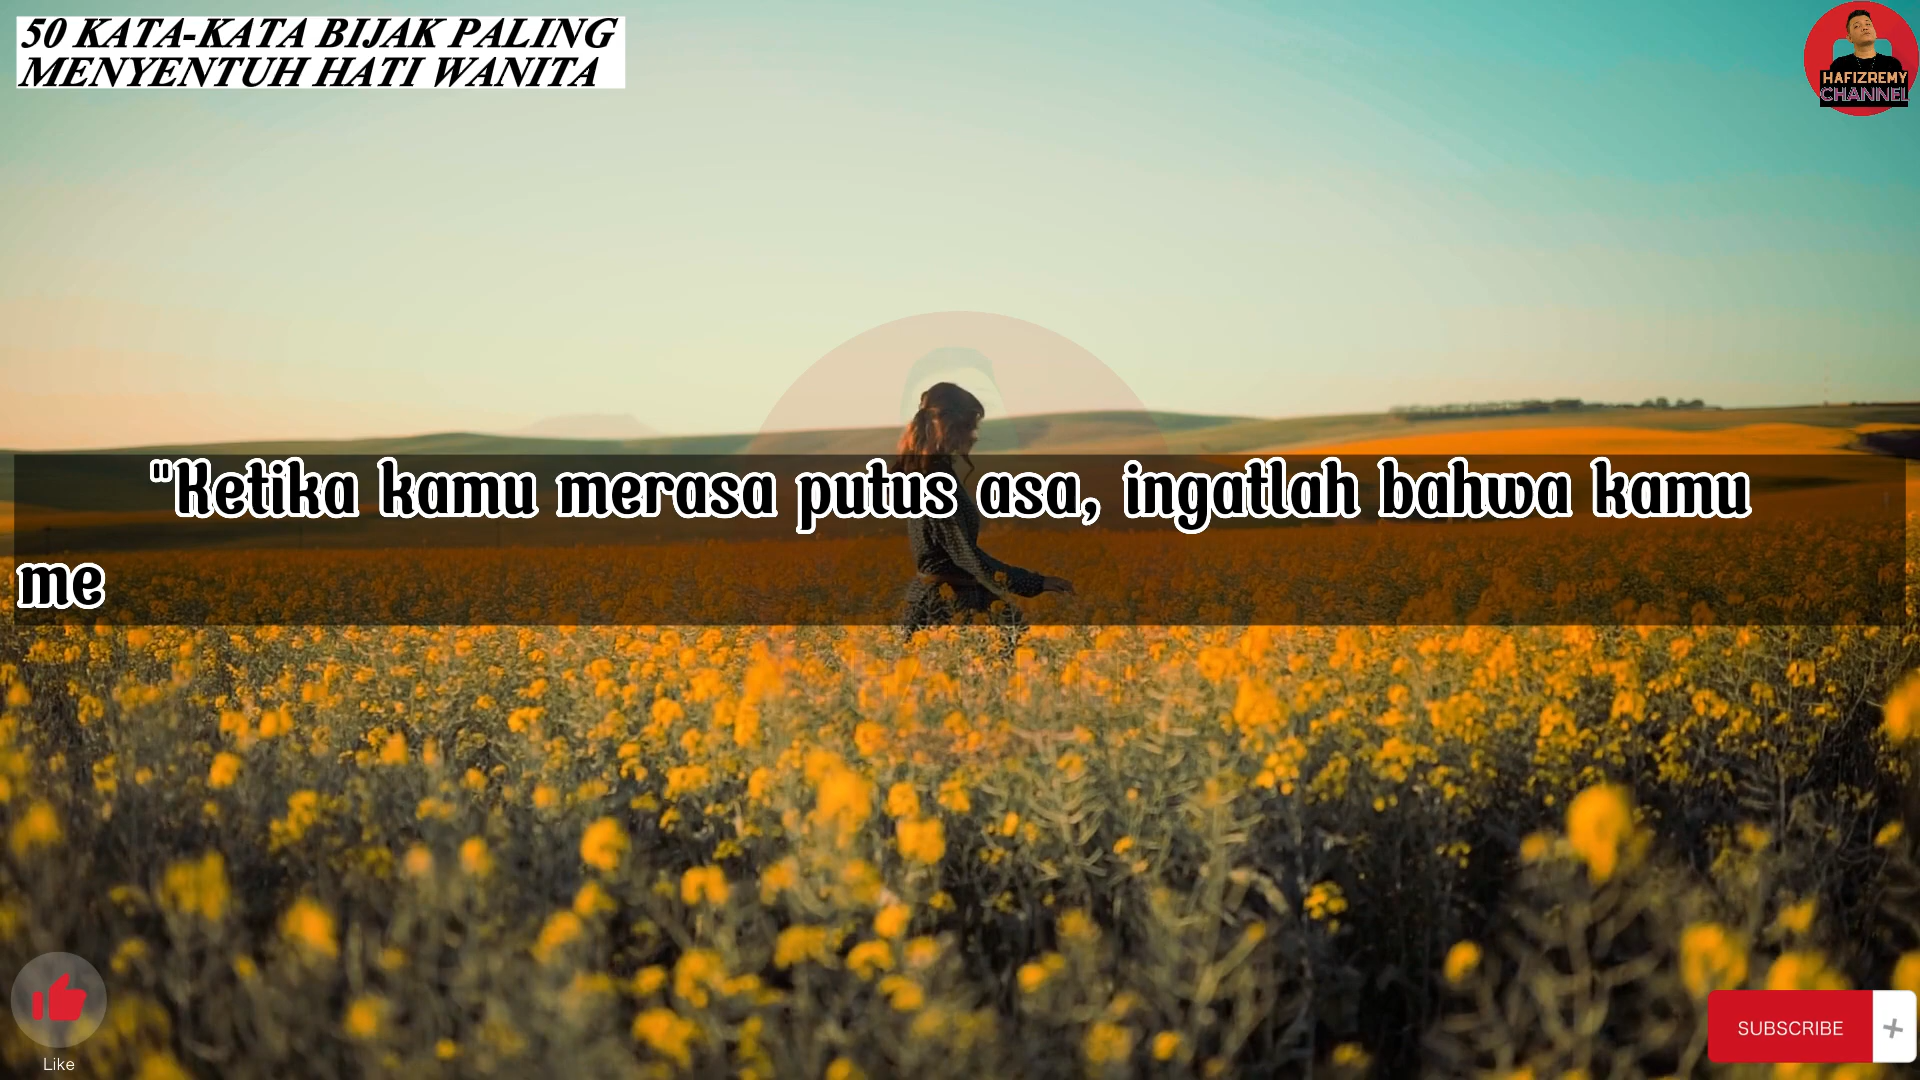 50 KATA-KATA BIJAK PALING
MENYENTUH HATI WANITA
HAFIZREMY
CHANNEL
"Ketika kamu merasa putus asa, ingatlah bahwa kamu
me
Like
SUBSCRIBE